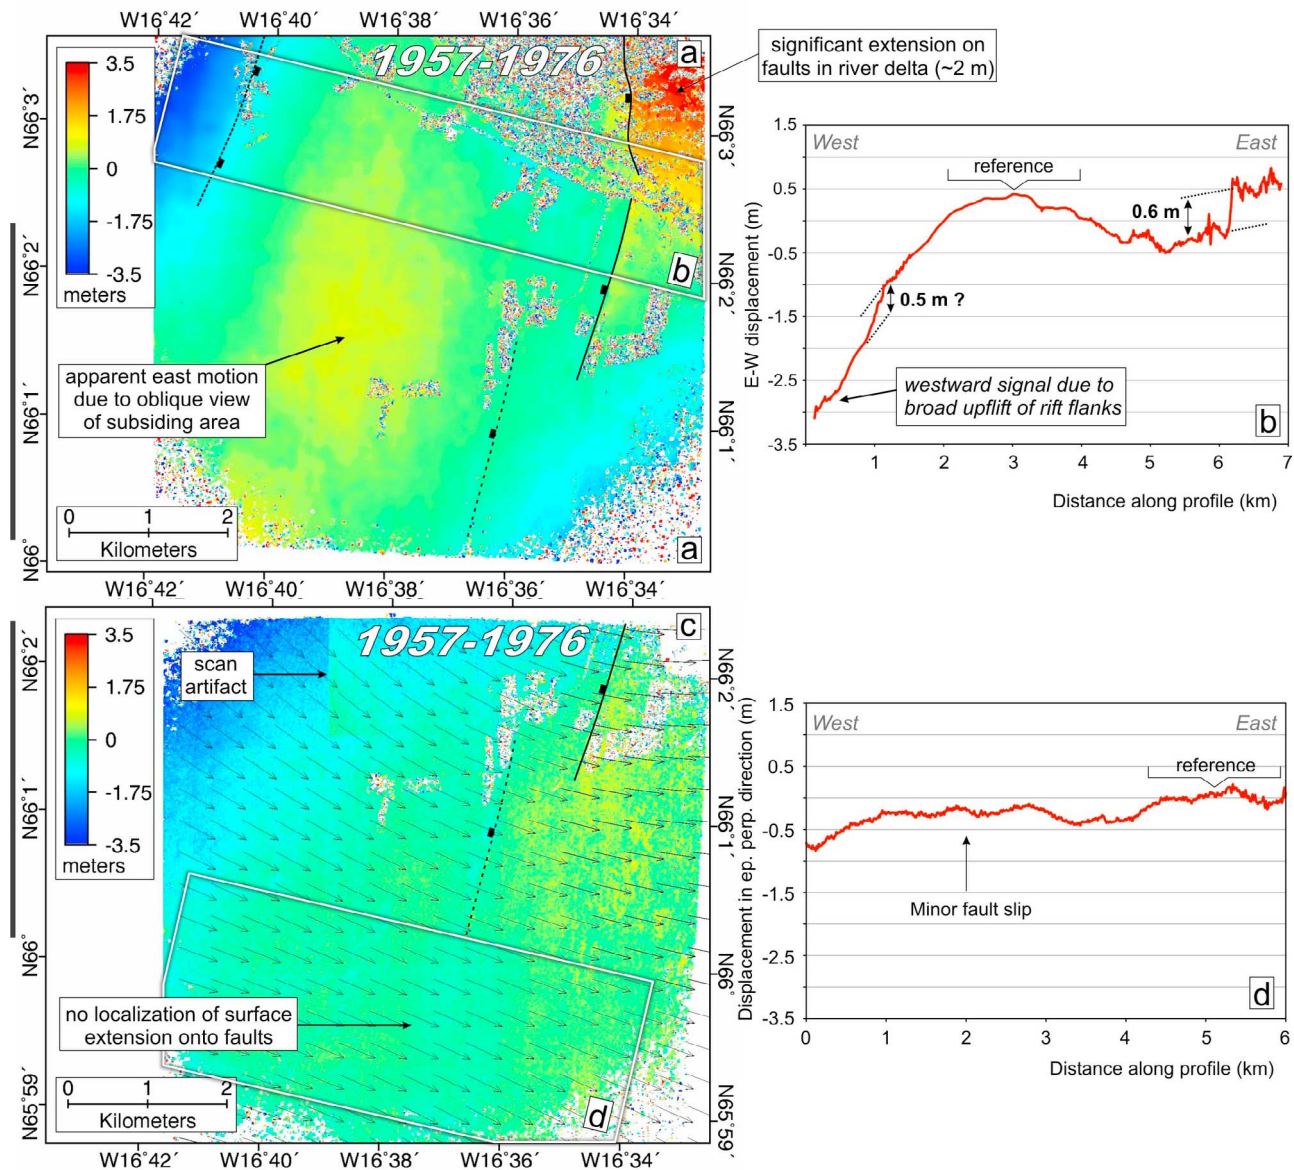 W16°42´ W16°40´ W16°38´ W16°36´ W16°34´
1957-1976
a
3.5
1.75
0
-1.75
-3.5
meters
N66°3´
N66°2´
N66°1´
N66°
N66°3´
N66°2´
N66°1´
significant extension on
faults in river delta (~2 m)
b
apparent east motion
due to oblique view
of subsiding area
0 1 2
Kilometers
a
W16°42´ W16°40´ W16°38´ W16°36´ W16°34´
1.5
0.5
-0.5
-1.5
-2.5
-3.5
E-W displacement (m)
West
East
reference
0.6 m
0.5 m ?
westward signal due to
broad upflift of rift flanks
b
1 2 3 4 5 6 7
Distance along profile (km)
1957-1976
c
3.5
1.75
0
-1.75
-3.5
meters
scan
artifact
N66°2´
N66°1´
N66°
N65°59´
N66°2´
N66°1´
N66°
N65°59´
no localization of surface
extension onto faults
0 1 2
Kilometers
d
W16°42´ W16°40´ W16°38´ W16°36´ W16°34´
1.5
0.5
-0.5
-1.5
-2.5
-3.5
Displacement in ep. perp. direction (m)
West
East
reference
Minor fault slip
d
0 1 2 3 4 5 6
Distance along profile (km)